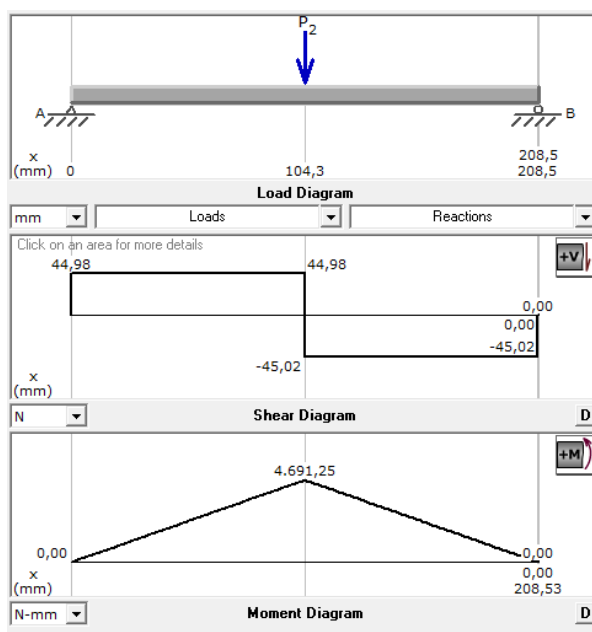 P2
A
B
x
(mm)
0
104,3
208,5
208,5
Load Diagram
mm
Loads
Reactions
Click on an area for more details
44,98
44,98
+V
0,00
0,00
-45,02
-45,02
x
(mm)
N
Shear Diagram
D
+M
4.691,25
0,00
0,00
0,00
x
(mm)
208,53
N-mm
Moment Diagram
D